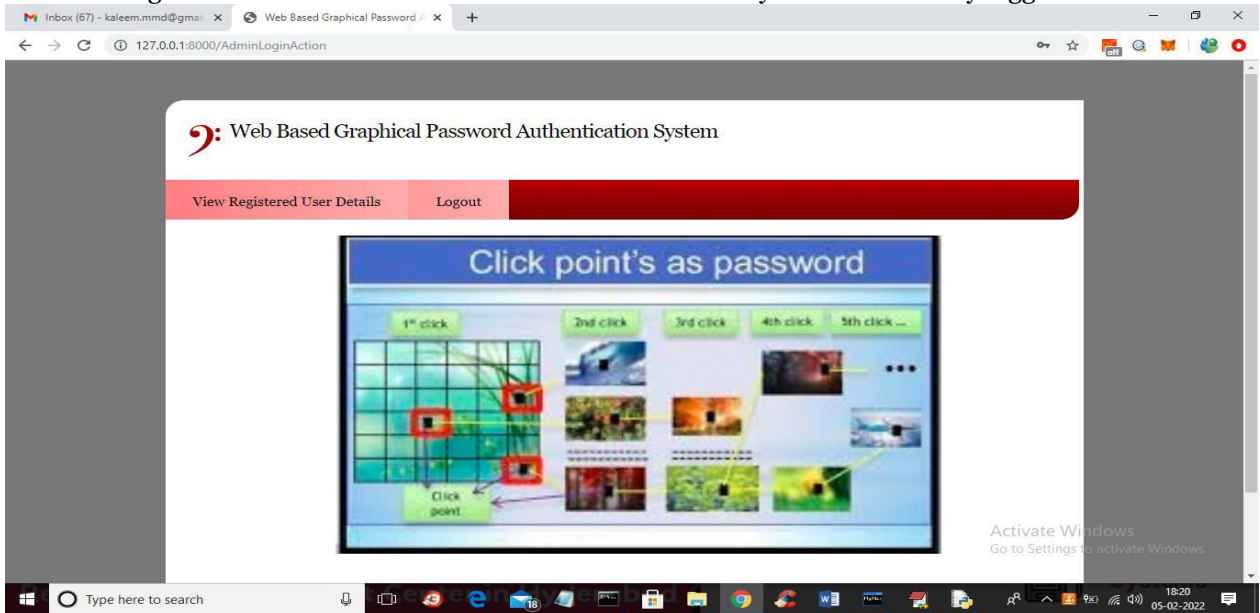 Inbox (67) - kaleem.mmd@gmai
Web Based Graphical Password A
127.0.0.1:8000/AdminLoginAction
off
Web Based Graphical Password Authentication System
View Registered User Details
Logout
Click point's as password
1st click
2nd click
3rd click
4th click
5th click ...
Click
point
Activate Windows
Go to Settings to activate Windows.
Type here to search
18
18:20
05-02-2022